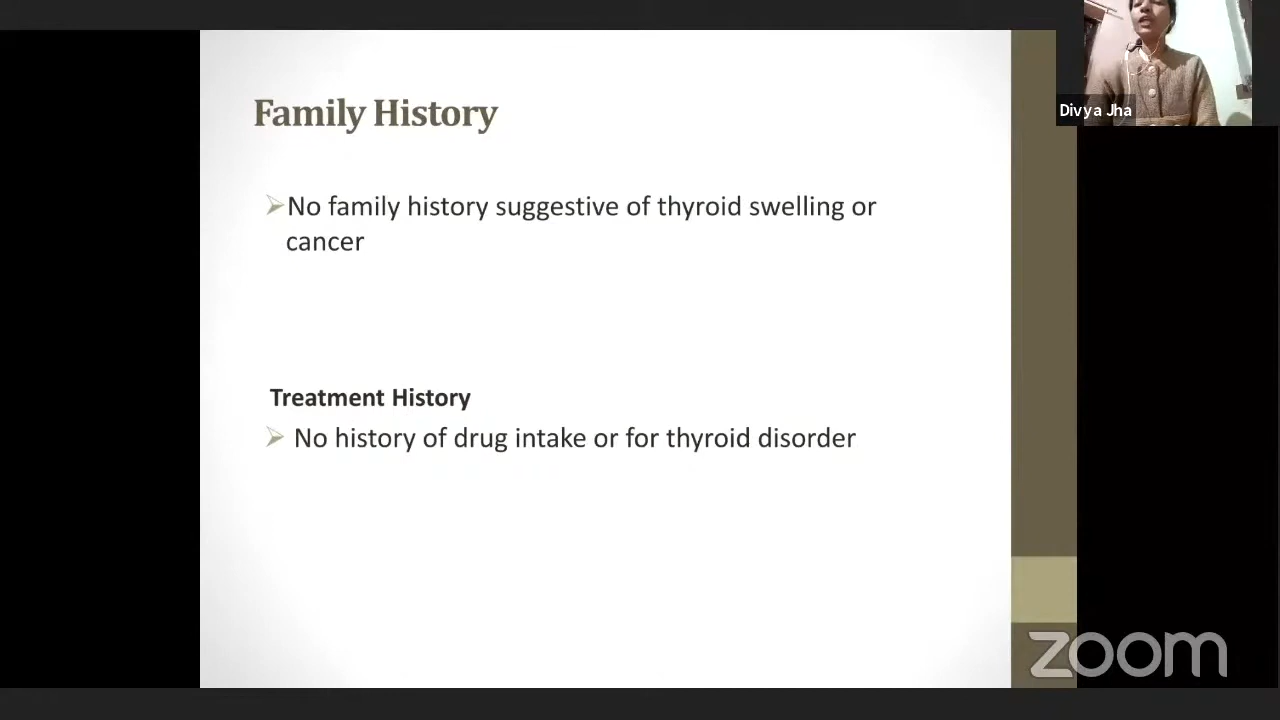 Family History
➢No family history suggestive of thyroid swelling or
cancer
Treatment History
➢ No history of drug intake or for thyroid disorder
Divya Jha
zoom